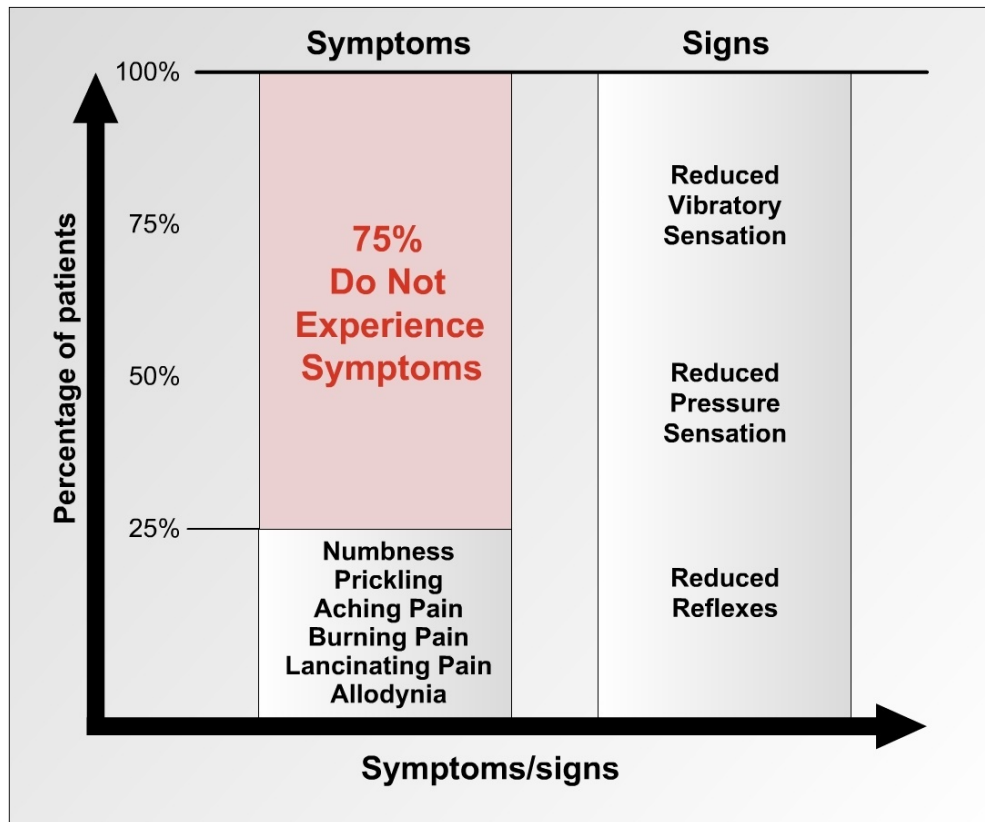 Symptoms
Signs
100%
75%
50%
25%
Percentage of patients
75%
Do Not
Experience
Symptoms
Numbness
Prickling
Aching Pain
Burning Pain
Lancinating Pain
Allodynia
Reduced
Vibratory
Sensation
Reduced
Pressure
Sensation
Reduced
Reflexes
Symptoms/signs